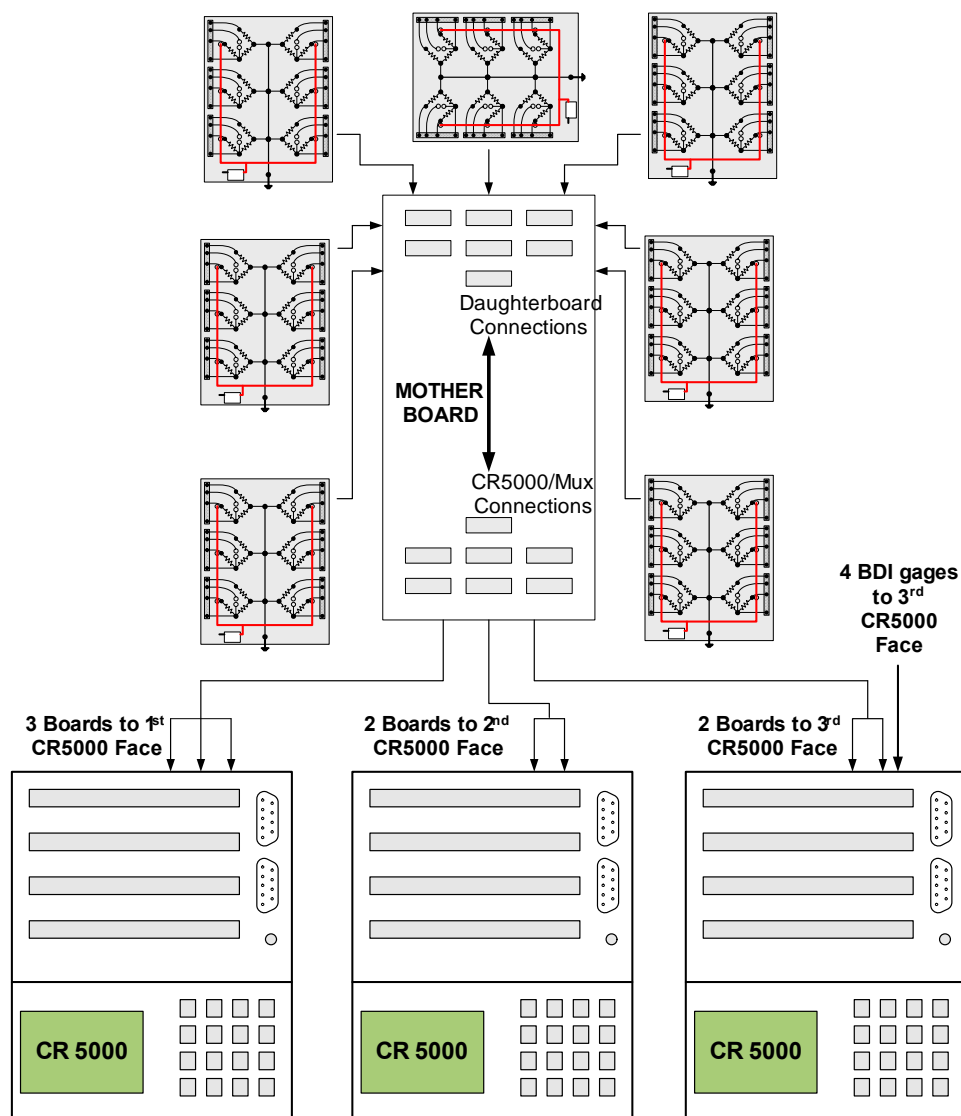 Daughterboard
Connections
MOTHER
BOARD
CR5000/Mux
Connections
4 BDI gages
to 3rd
CR5000
Face
3 Boards to 1st
CR5000 Face
2 Boards to 2nd
CR5000 Face
2 Boards to 3rd
CR5000 Face
CR 5000
CR 5000
CR 5000